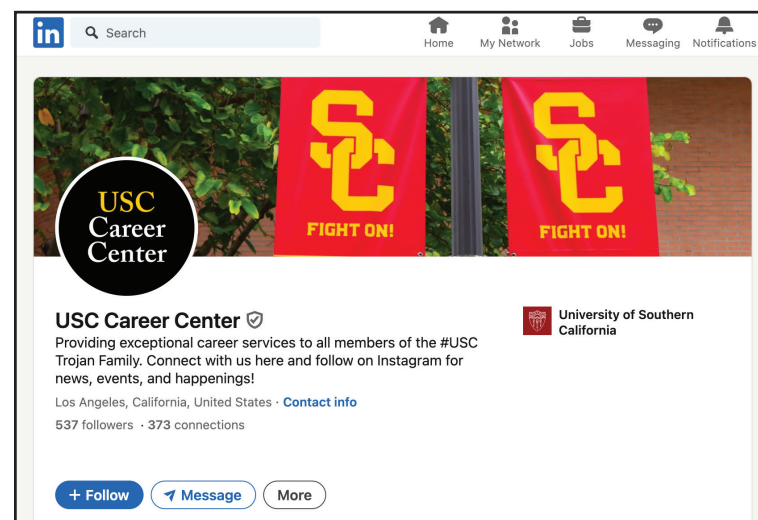 in
Search
Home
My Network
Jobs
Messaging
Notifications
SC
FIGHT ON!
SC
FIGHT ON!
USC
Career
Center
USC Career Center
Providing exceptional career services to all members of the #USC
Trojan Family. Connect with us here and follow on Instagram for
news, events, and happenings!
Los Angeles, California, United States · Contact info
537 followers · 373 connections
University of Southern
California
+ Follow
Message
More